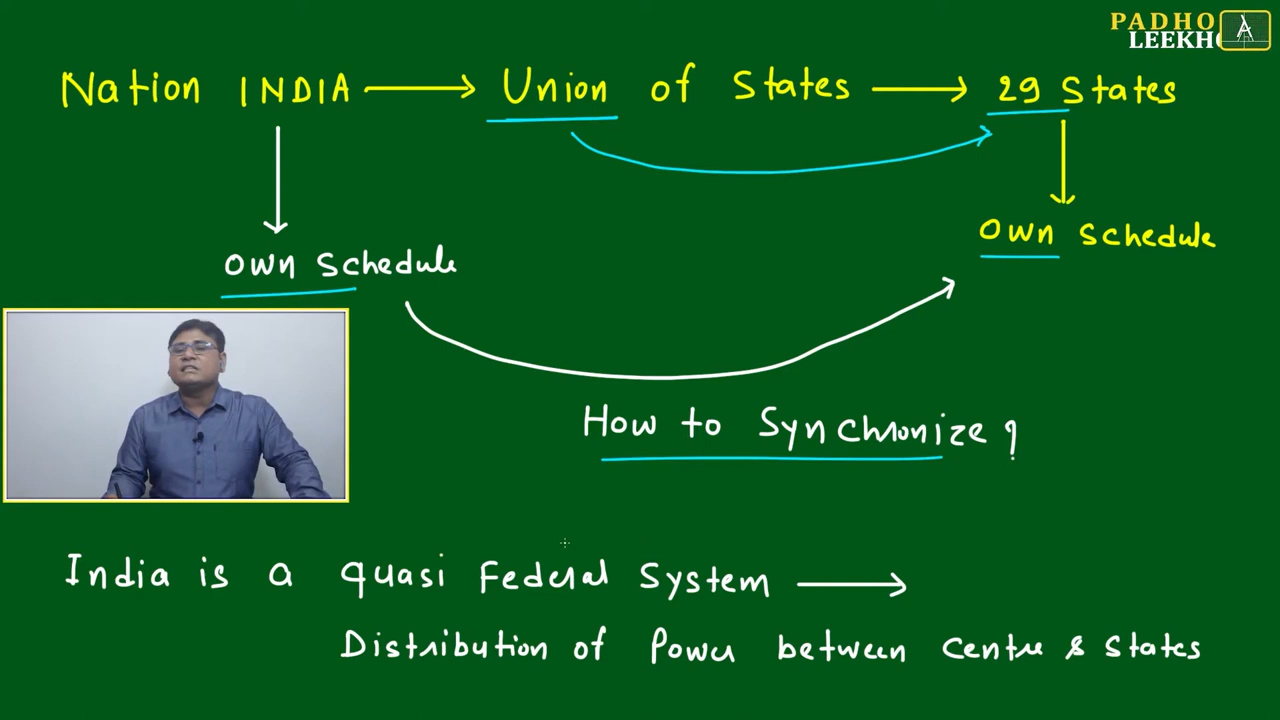 PADHO
LEEKHO
Nation INDIA → Union of States → 29 States
Own Schedule
Own Schedule
How to Synchronize ?
India is a quasi Federal System →
Distribution of Power between Centre & States